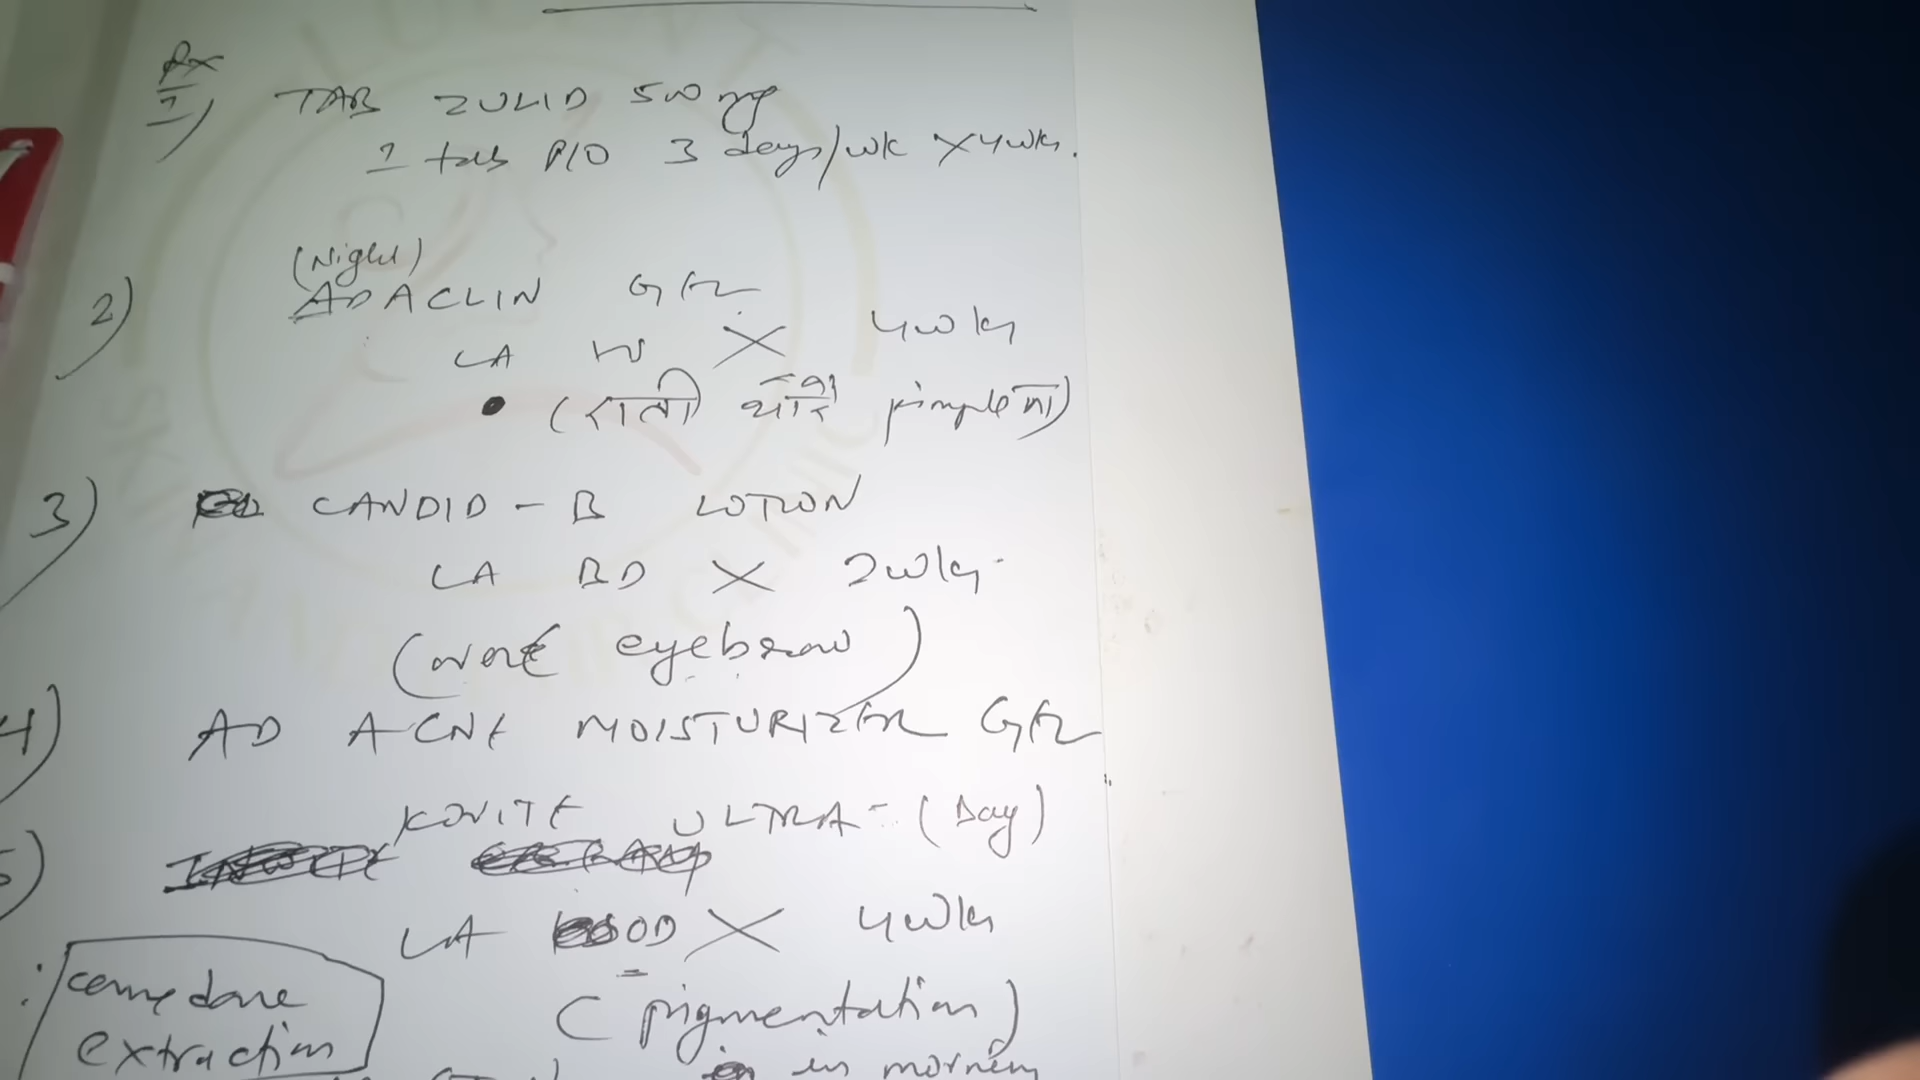 Rx
1) TAB ZULID 500 mg
1 tab P/O 3 days/wk X 4wks.
(Night)
2) ADACLIN GEL
LA HS X 4wks
(राती pimple मा)
3) CANDID - B LOTION
LA BD X 2wks
(over eyebrow)
4) AD ACNE MOISTURIZER GEL
KOVITE ULTRA - (Day)
5)
LA OD X 4wks
(pigmentation)
comedone
extraction
in morning